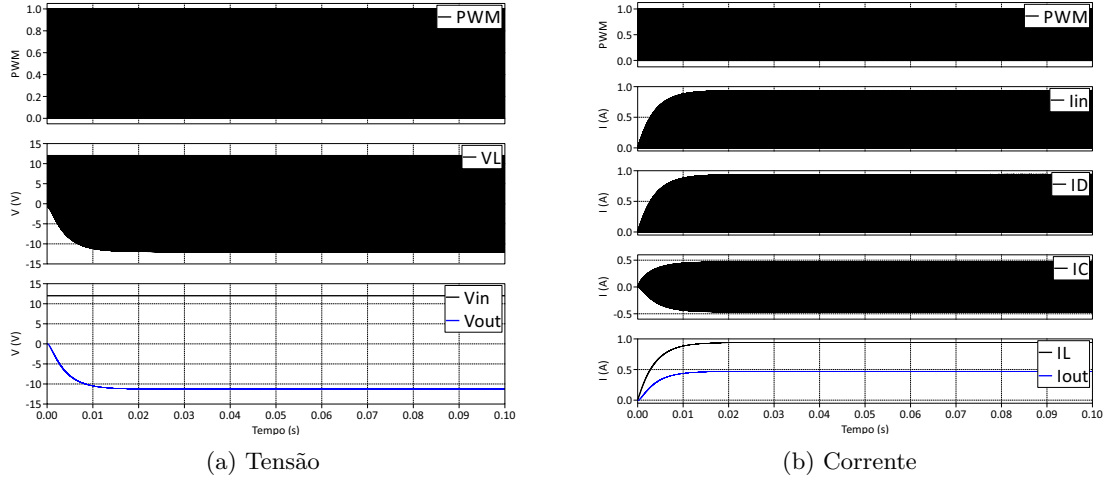 PWM
1.0
0.8
0.6
0.4
0.2
0.0
PWM
V (V)
15
10
5
0
-5
-10
-15
VL
V (V)
15
10
5
0
-5
-10
-15
Vin
Vout
0.00 0.01 0.02 0.03 0.04 0.05 0.06 0.07 0.08 0.09 0.10
Tempo (s)
(a) Tensão
PWM
1.0
0.5
0.0
PWM
I (A)
1.0
0.5
0.0
Iin
I (A)
1.0
0.5
0.0
ID
I (A)
0.5
0.0
-0.5
IC
I (A)
1.0
0.5
0.0
IL
Iout
0.00 0.01 0.02 0.03 0.04 0.05 0.06 0.07 0.08 0.09 0.10
Tempo (s)
(b) Corrente